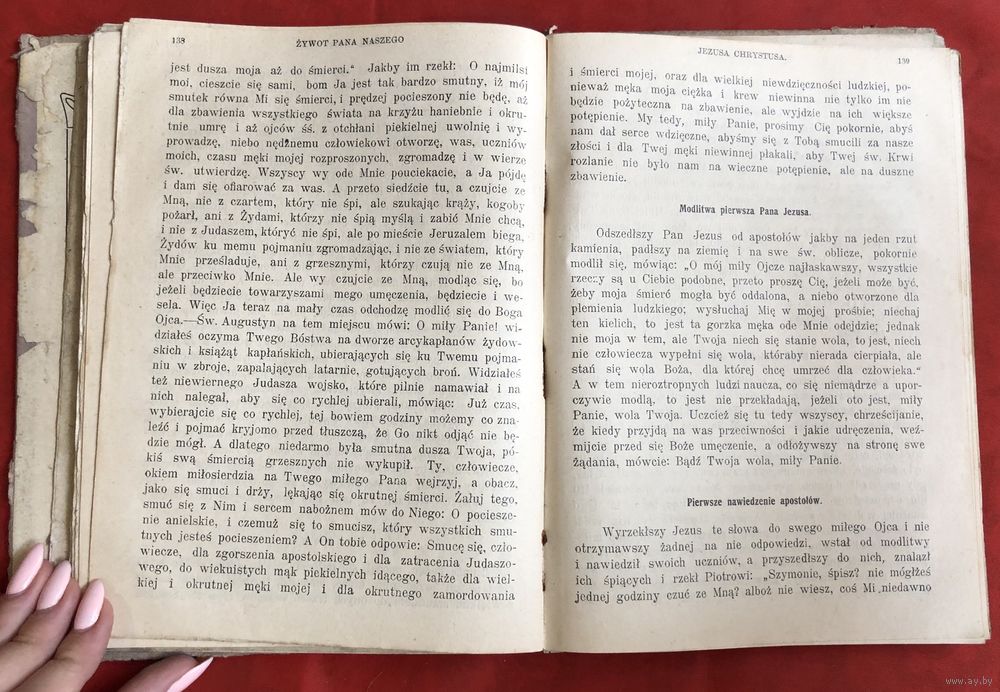 138
ŻYWOT PANA NASZEGO
jest dusza moja aż do śmierci.“ Jakby im rzekł: O najmilsi
moi, cieszcie się sami, bom Ja jest tak bardzo smutny, iż mój
smutek równa Mi się śmierci, i prędzej pocieszony nie będę, aż
dla zbawienia wszystkiego świata na krzyżu haniebnie i okru-
tnie umrę i aż ojców śś. z otchłani piekielnej uwolnię i wy-
prowadzę, niebo nędznemu człowiekowi otworzę, was, uczniów
moich, czasu męki mojej rozproszonych, zgromadzę i w wierze
św. utwierdzę. Wszyscy wy ode Mnie pouciekacie, a Ja pójdę
i dam się ofiarować za was. A przeto siedźcie tu, a czujcie ze
Mną, nie z czartem, który nie śpi, ale szukając krąży, kogoby
pożarł, ani z Żydami, którzy nie śpią myślą i zabić Mnie chcą,
i nie z Judaszem, któryć nie śpi, ale po mieście Jeruzalem biega,
Żydów ku memu pojmaniu zgromadzając, i nie ze światem, który
Mnie prześladuje, ani z grzesznymi, którzy czują nie ze Mną,
ale przeciwko Mnie. Ale wy czujcie ze Mną, modląc się, bo
jeżeli będziecie towarzyszami mego umęczenia, będziecie i we-
sela. Więc Ja teraz na mały czas odchodzę modlić się do Boga
Ojca.—Św. Augustyn na tem miejscu mówi: O miły Panie! wi-
działeś oczyma Twego Bóstwa na dworze arcykapłanów żydow-
skich i książąt kapłańskich, ubierających się ku Twemu pojma-
niu w zbroje, zapalających latarnie, gotujących broń. Widziałeś
też niewiernego Judasza wojsko, które pilnie namawiał i na
nich nalegał, aby się co rychlej ubierali, mówiąc: Już czas,
wybierajcie się co rychlej, tej bowiem godziny możemy co zna-
leźć i pojmać kryjomo przed tłuszczą, że Go nikt odjąć nie bę-
dzie mógł. A dlatego niedarmo była smutna dusza Twoja, pó-
kiś swą śmiercią grzesznych nie wykupił. Ty, człowiecze,
okiem miłosierdzia na Twego miłego Pana wejrzyj, a obacz,
jako się smuci i drży, lękając się okrutnej śmierci. Żałuj tego,
smuć się z Nim i sercem nabożnem mów do Niego: O pociesze-
nie anielskie, i czemuż się to smucisz, który wszystkich smu-
tnych jesteś pocieszeniem? A On tobie odpowie: Smucę się, czło-
wiecze, dla zgorszenia apostolskiego i dla zatracenia Judaszo-
wego, do wiekuistych mąk piekielnych idącego, także dla wiel-
kiej i okrutnej męki mojej i dla okrutnego zamordowania
JEZUSA CHRYSTUSA.
139
i śmierci mojej, oraz dla wielkiej niewdzięczności ludzkiej, po-
nieważ męka moja ciężka i krew niewinna nie tylko im nie
będzie pożyteczna na zbawienie, ale wyjdzie na ich większe
potępienie. My tedy, miły Panie, prosimy Cię pokornie, abyś
nam dał serce wdzięczne, abyśmy się z Tobą smucili za nasze
złości i dla Twej męki niewinnej płakali, aby Twej św. Krwi
rozlanie nie było nam na wieczne potępienie, ale na duszne
zbawienie.
Modlitwa pierwsza Pana Jezusa.
Odszedłszy Pan Jezus od apostołów jakby na jeden rzut
kamienia, padłszy na ziemię i na swe św. oblicze, pokornie
modlił się, mówiąc: „O mój miły Ojcze najłaskawszy, wszystkie
rzeczy są u Ciebie podobne, przeto proszę Cię, jeżeli może być,
żeby moja śmierć mogła być oddalona, a niebo otworzone dla
plemienia ludzkiego; wysłuchaj Mię w mojej prośbie; niechaj
ten kielich, to jest ta gorzka męka ode Mnie odejdzie; jednak
nie moja w tem, ale Twoja niech się stanie wola, to jest, niech
nie człowiecza wypełni się wola, któraby nierada cierpiała, ale
stań się wola Boża, dla której chcę umrzeć dla człowieka.“
A w tem nieroztropnych ludzi naucza, co się niemądrze a upor-
czywie modlą, to jest nie przekładają, jeżeli oto jest, miły
Panie, wola Twoja. Uczcież się tu tedy wszyscy, chrześcijanie,
że kiedy przyjdą na was przeciwności i jakie udręczenia, weź-
mijcie przed się Boże umęczenie, a odłożywszy na stronę swe
żądania, mówcie: Bądź Twoja wola, miły Panie.
Pierwsze nawiedzenie apostołów.
Wyrzekłszy Jezus te słowa do swego miłego Ojca i nie
otrzymawszy żadnej na nie odpowiedzi, wstał od modlitwy
i nawiedził swoich uczniów, a przyszedłszy do nich, znalazł
ich śpiących i rzekł Piotrowi: „Szymonie, śpisz? nie mógłżeś
jednej godziny czuć ze Mną? alboż nie wiesz, coś Mi niedawno
www.ay.by